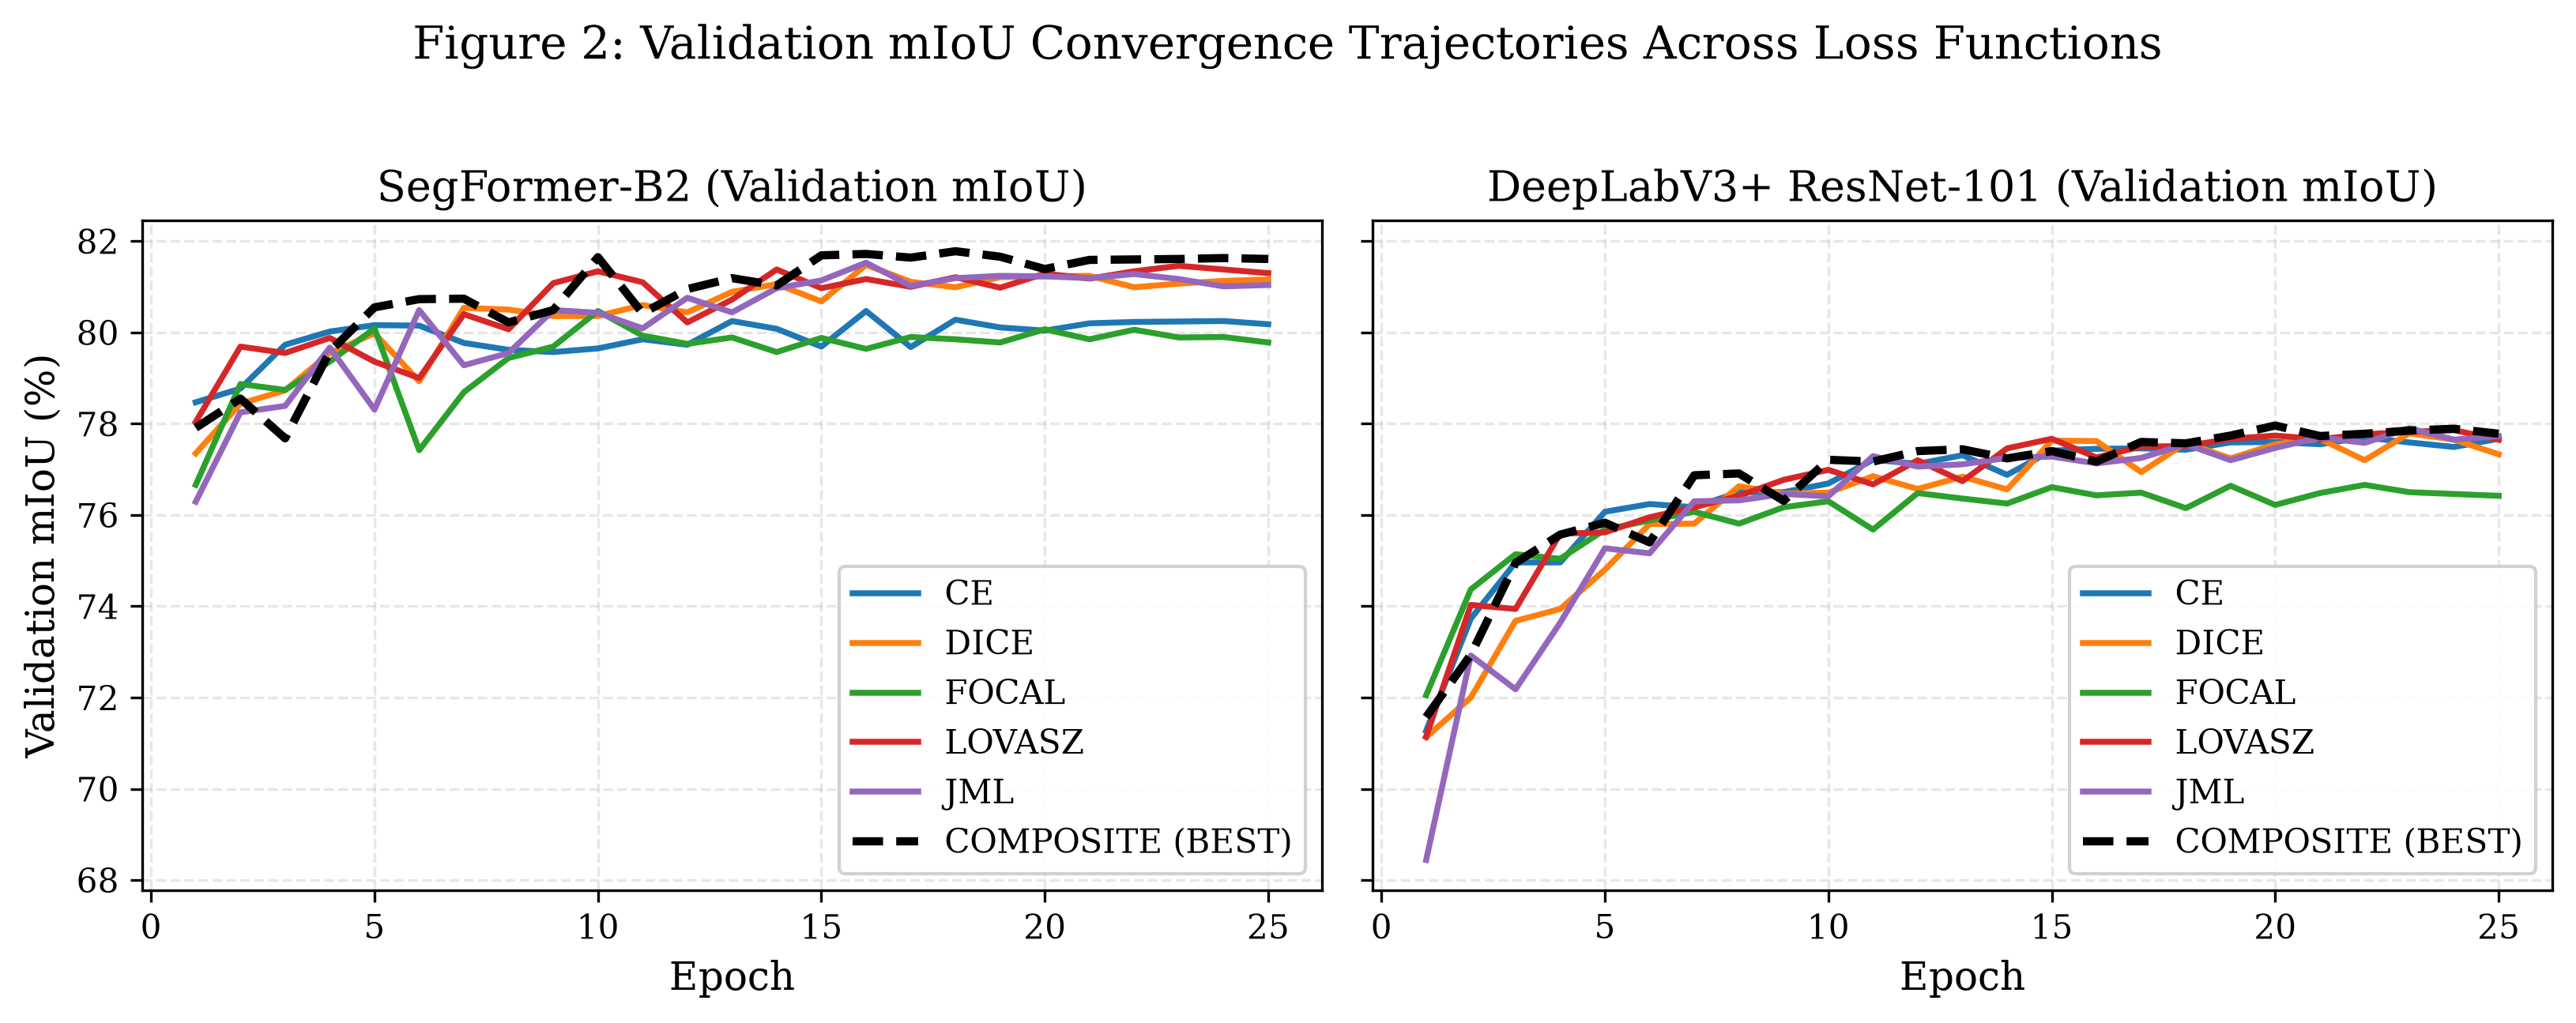 Figure 2: Validation mIoU Convergence Trajectories Across Loss Functions
SegFormer-B2 (Validation mIoU)
Validation mIoU (%)
82
80
78
76
74
72
70
68
0 5 10 15 20 25
Epoch
CE
DICE
FOCAL
LOVASZ
JML
COMPOSITE (BEST)
DeepLabV3+ ResNet-101 (Validation mIoU)
0 5 10 15 20 25
Epoch
CE
DICE
FOCAL
LOVASZ
JML
COMPOSITE (BEST)